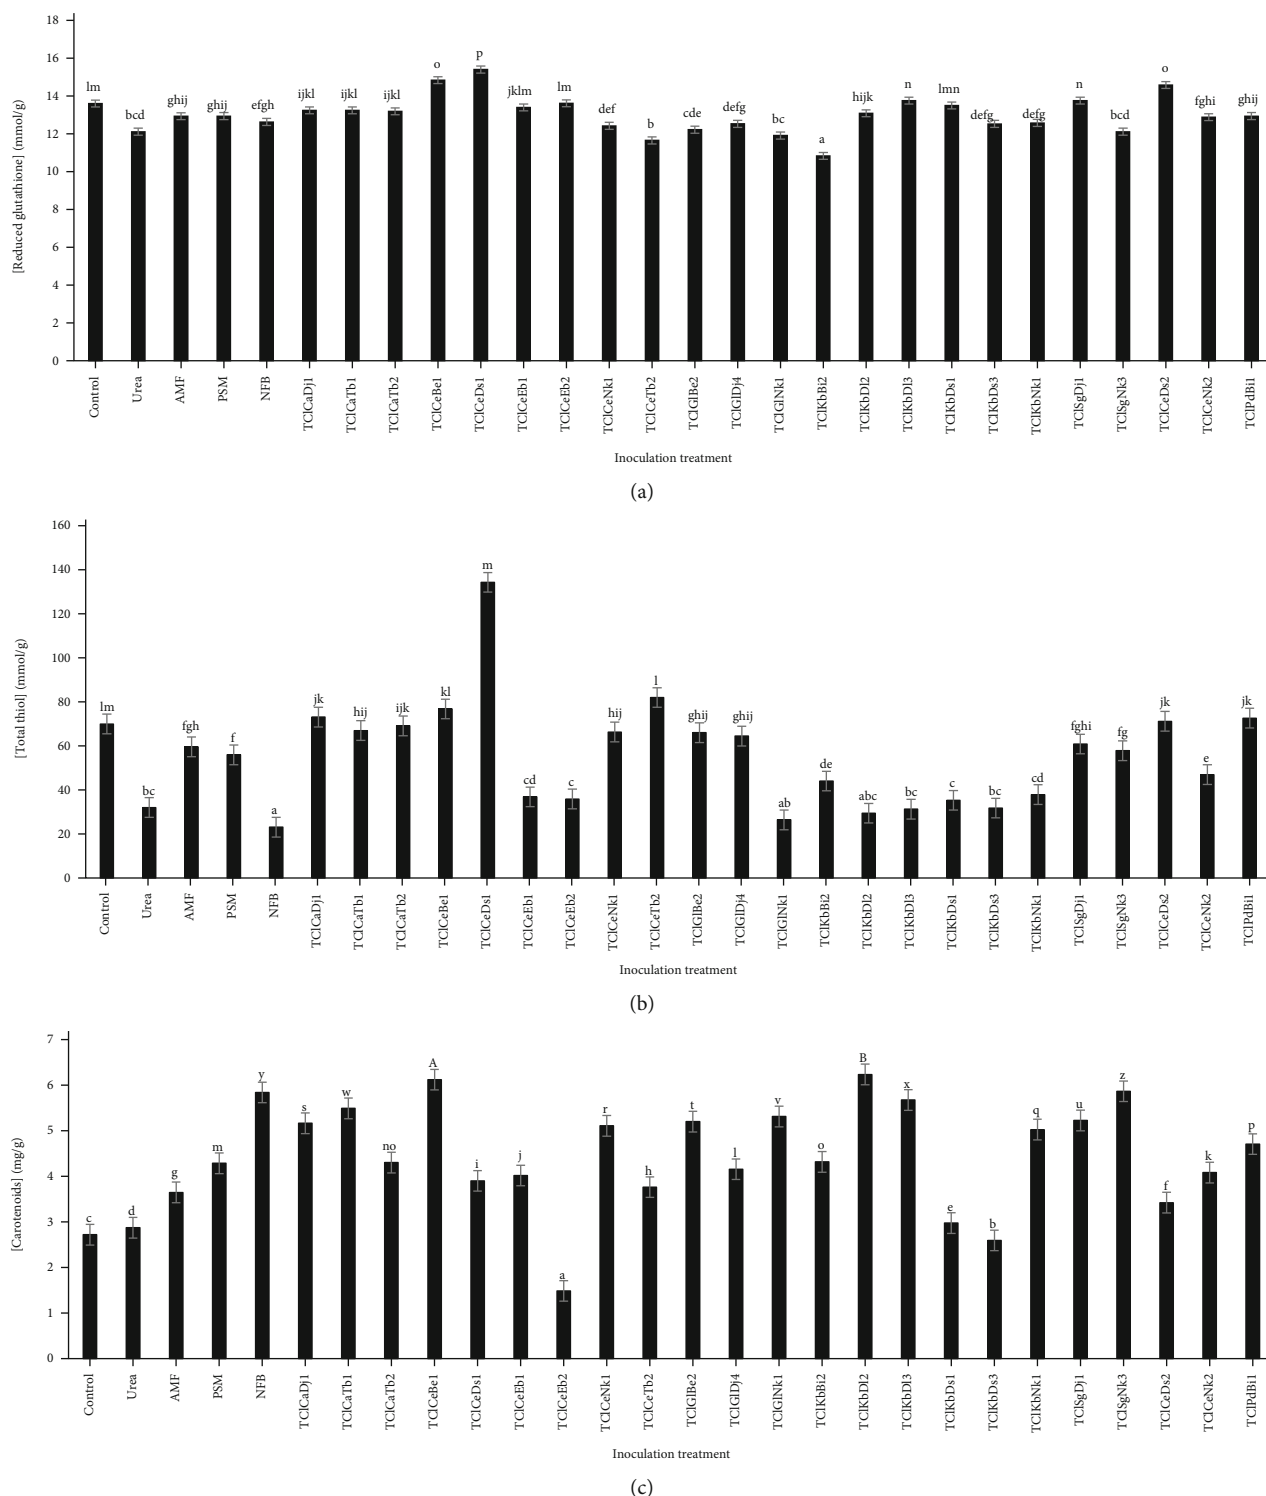 18
16
14
12
10
8
6
4
2
0
[Reduced glutathione] (mmol/g)
lm bcd ghij ghij efgh ijkl ijkl ijkl o p jklm lm def b cde defg bc a hijk n lmn defg defg n bcd o fghi ghij
Control Urea AMF PSM NFB TClCaDj1 TClCaTb1 TClCaTb2 TClCeBe1 TClCeDs1 TClCeEb1 TClCeEb2 TClCeNk1 TClCeTb2 TClGlBe2 TClGlDj4 TClGlNk1 TClKbBi2 TClKbDl2 TClKbDl3 TClKbDs1 TClKbDs3 TClKbNk1 TClSgDj1 TClSgNk3 TClCeDs2 TClCeNk2 TClPdBi1
Inoculation treatment
(a)
160
140
120
100
80
60
40
20
0
[Total thiol] (mmol/g)
lm bc fgh f a jk hij ijk kl m cd c hij l ghij ghij ab de abc bc c bc cd fghi fg jk e jk
Control Urea AMF PSM NFB TClCaDj1 TClCaTb1 TClCaTb2 TClCeBe1 TClCeDs1 TClCeEb1 TClCeEb2 TClCeNk1 TClCeTb2 TClGlBe2 TClGlDj4 TClGlNk1 TClKbBi2 TClKbDl2 TClKbDl3 TClKbDs1 TClKbDs3 TClKbNk1 TClSgDj1 TClSgNk3 TClCeDs2 TClCeNk2 TClPdBi1
Inoculation treatment
(b)
7
6
5
4
3
2
1
0
[Carotenoids] (mg/g)
c d g m y s w no A i j a r h t l v o B x e b q u z f k p
Control Urea AMF PSM NFB TClCaDj1 TClCaTb1 TClCaTb2 TClCeBe1 TClCeDs1 TClCeEb1 TClCeEb2 TClCeNk1 TClCeTb2 TClGlBe2 TClGlDj4 TClGlNk1 TClKbBi2 TClKbDl2 TClKbDl3 TClKbDs1 TClKbDs3 TClKbNk1 TClSgDj1 TClSgNk3 TClCeDs2 TClCeNk2 TClPdBi1
Inoculation treatment
(c)